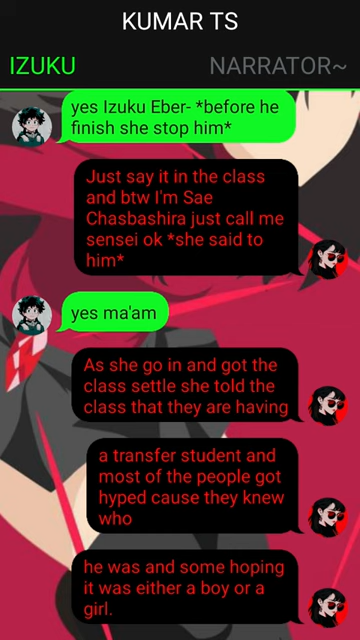 KUMAR TS
IZUKU
NARRATOR~
yes Izuku Eber- *before he
finish she stop him*
Just say it in the class
and btw I'm Sae
Chasbashira just call me
sensei ok *she said to
him*
yes ma'am
As she go in and got the
class settle she told the
class that they are having
a transfer student and
most of the people got
hyped cause they knew
who
he was and some hoping
it was either a boy or a
girl.